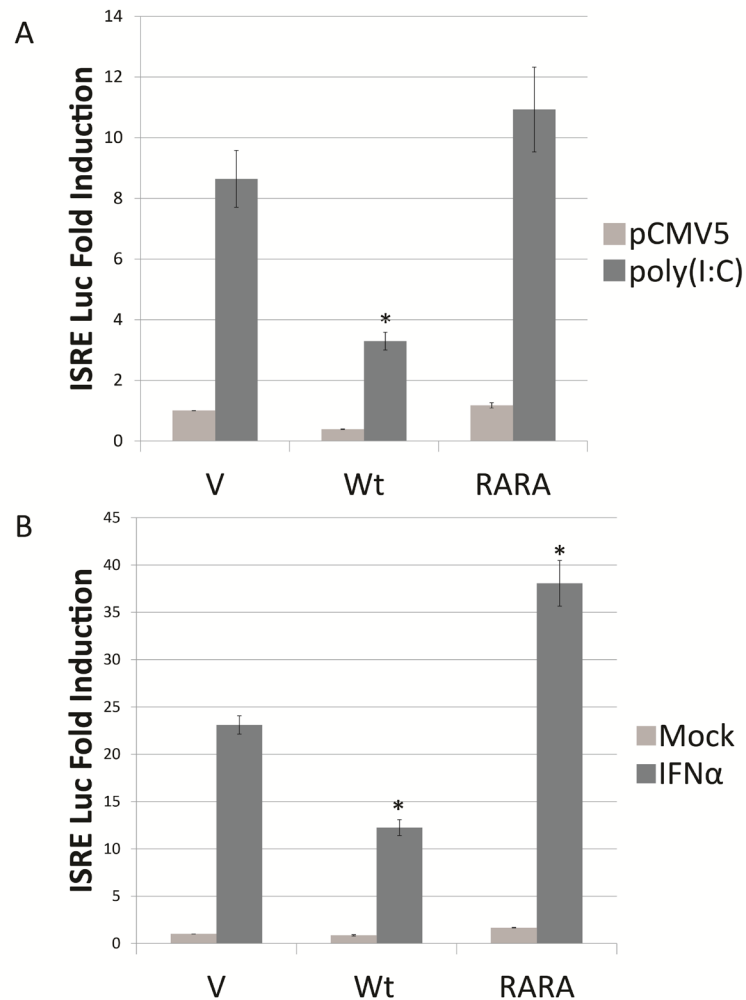 A
14
12
10
8
6
4
2
0
ISRE Luc Fold Induction
*
V Wt RARA
pCMV5
poly(I:C)
B
45
40
35
30
25
20
15
10
5
0
ISRE Luc Fold Induction
*
*
V Wt RARA
Mock
IFNα